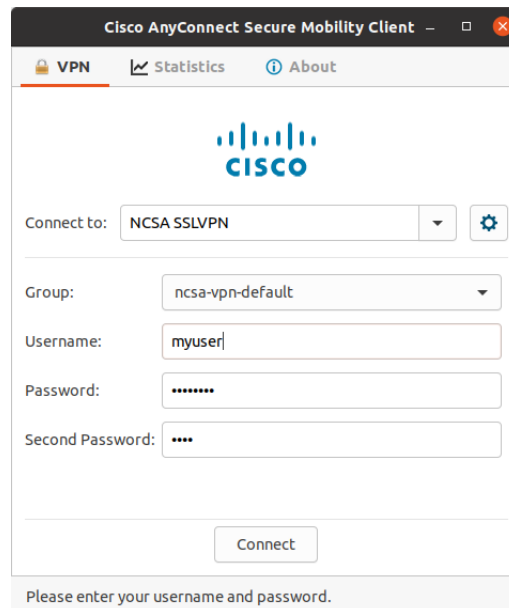 Cisco AnyConnect Secure Mobility Client
VPN Statistics About
CISCO
Connect to: NCSA SSLVPN
Group: ncsa-vpn-default
Username: myuser
Password: ••••••••
Second Password: ••••
Connect
Please enter your username and password.